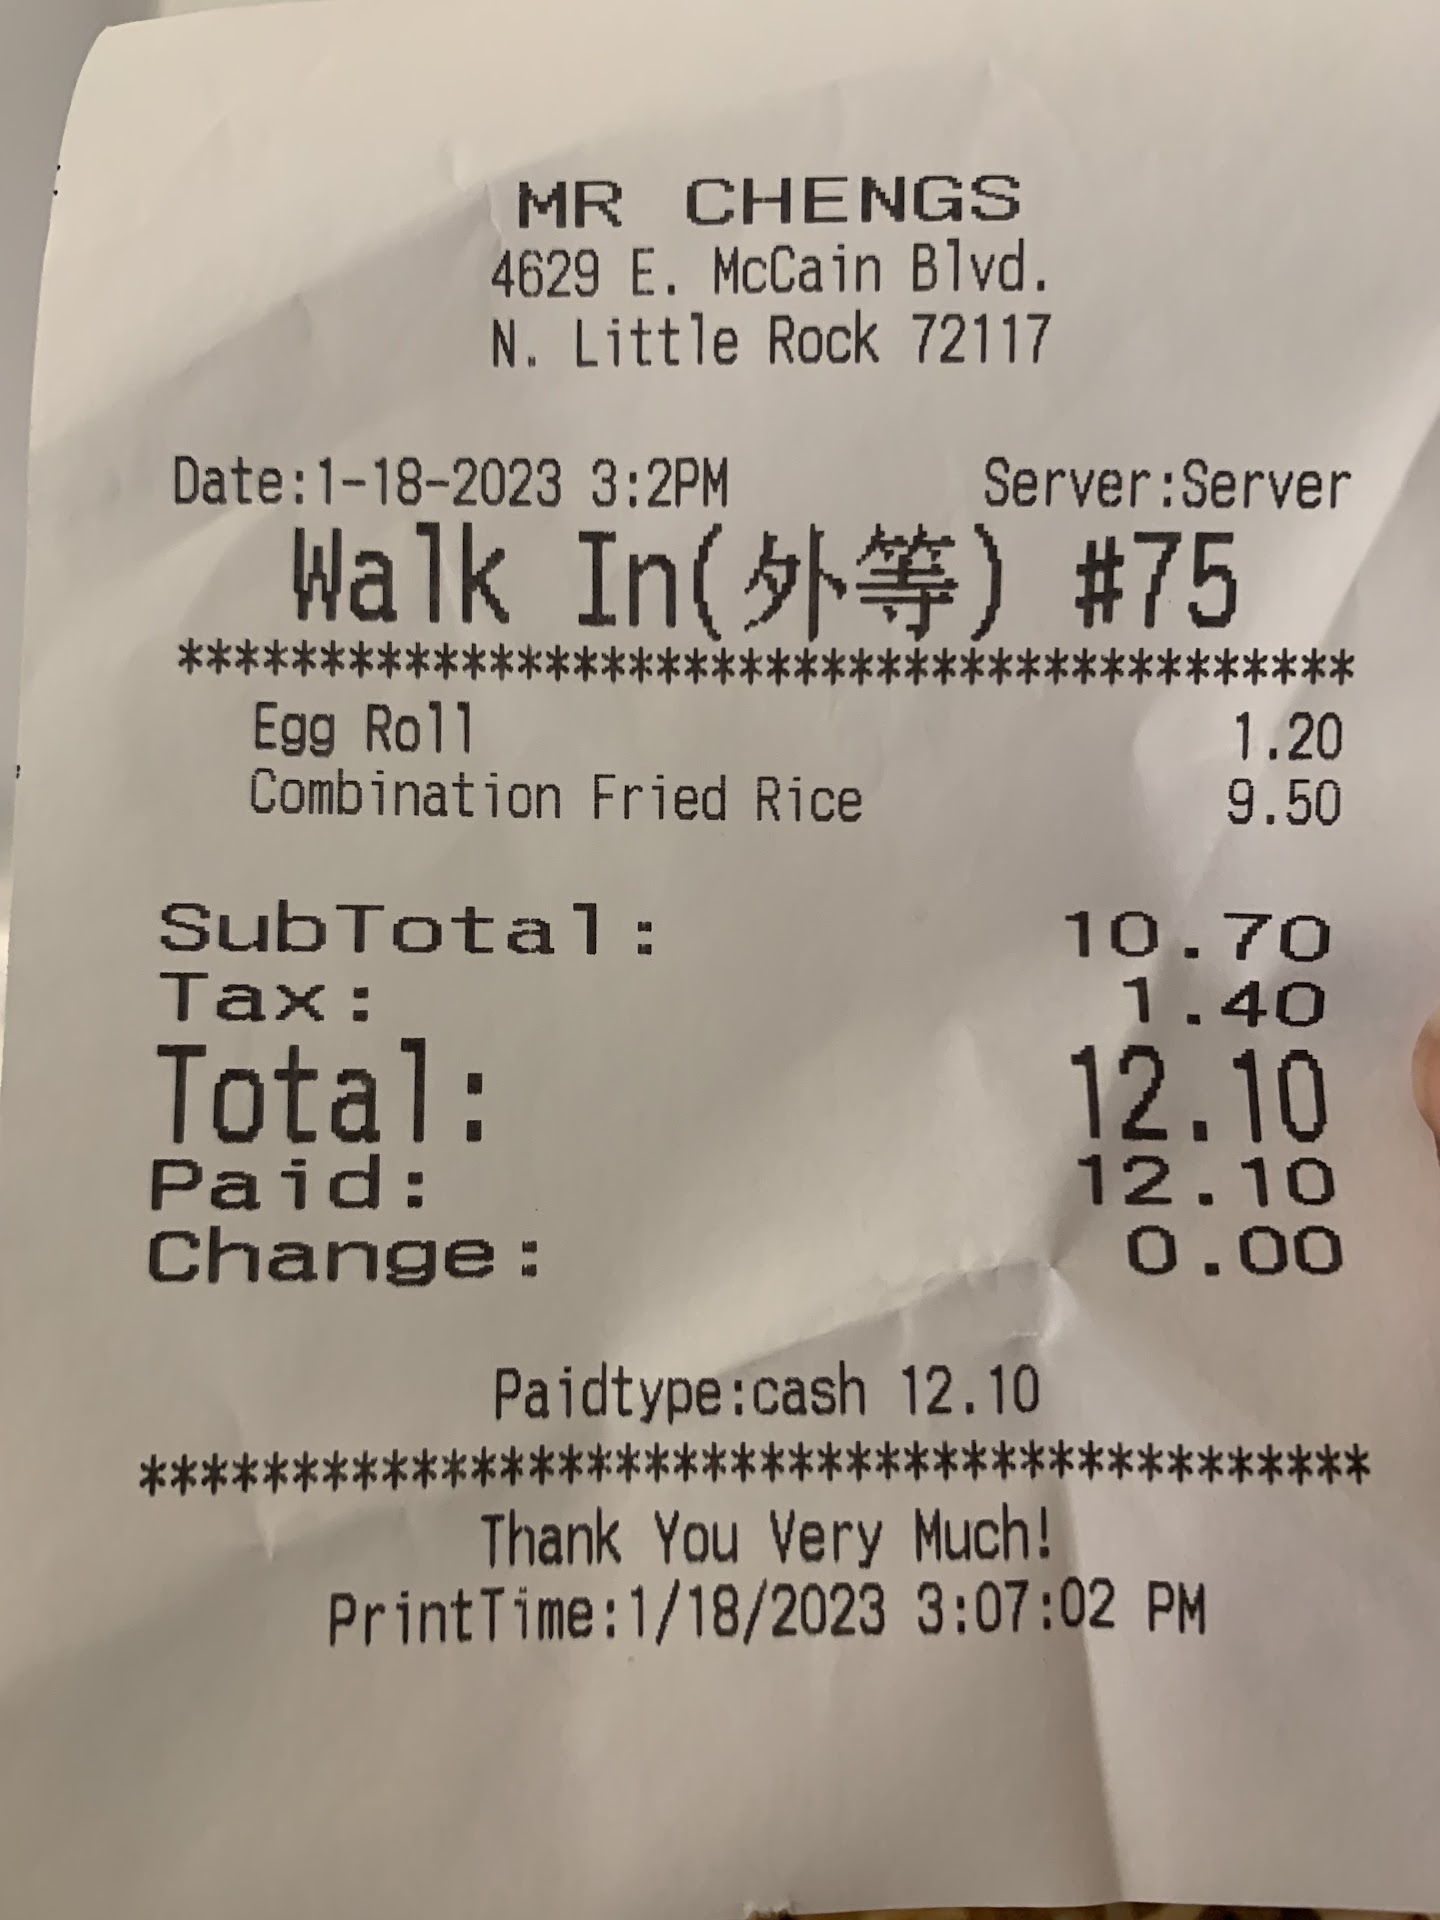 MR CHENGS
4629 E. McCain Blvd.
N. Little Rock 72117
Date:1-18-2023 3:2PM Server:Server
Walk In(外等) #75
******************************************
Egg Roll 1.20
Combination Fried Rice 9.50
SubTotal: 10.70
Tax: 1.40
Total: 12.10
Paid: 12.10
Change: 0.00
Paidtype:cash 12.10
******************************************
Thank You Very Much!
PrintTime:1/18/2023 3:07:02 PM